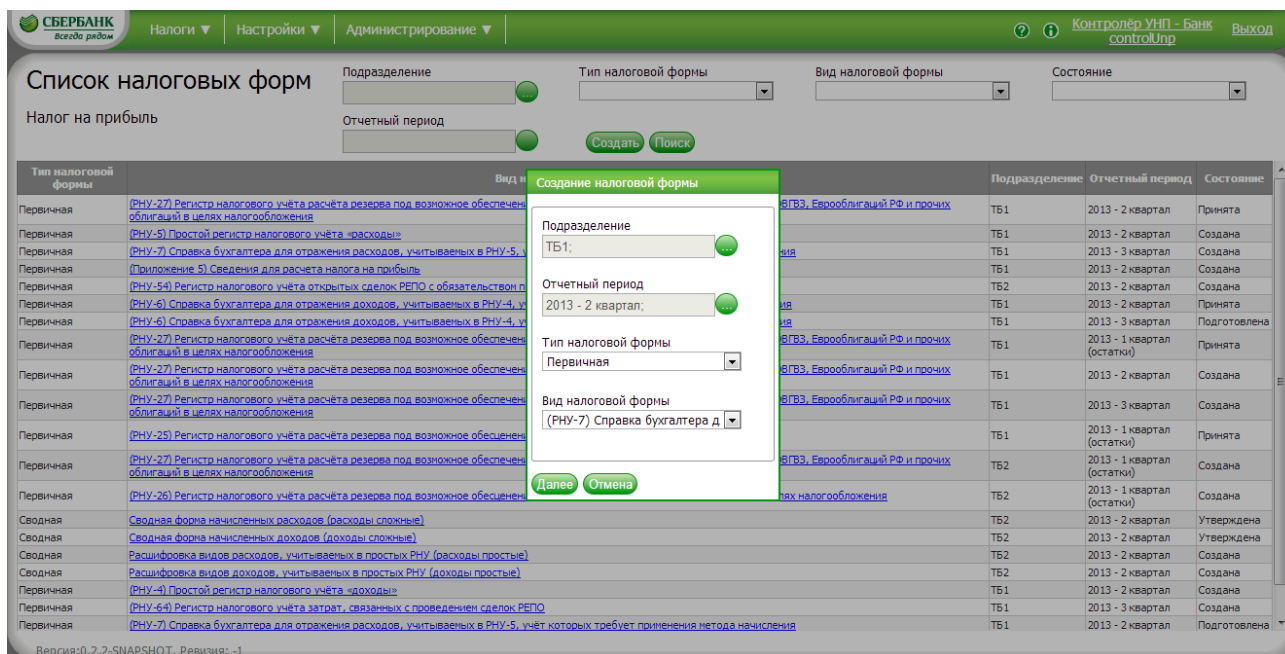 СБЕРБАНК
Всегда рядом
Налоги ▼
Настройки ▼
Администрирование ▼
Контролёр УНП - Банк
controlUnp
Выход
Список налоговых форм
Налог на прибыль
Подразделение
Тип налоговой формы
Вид налоговой формы
Состояние
Отчетный период
Создать
Поиск
Тип налоговой
формы
Вид н
Подразделение
Отчетный период
Состояние
Первичная
(РНУ-27) Регистр налогового учёта расчёта резерва под возможное обеспечен
ВГВЗ, Еврооблигаций РФ и прочих
облигаций в целях налогообложения
ТБ1
2013 - 2 квартал
Принята
Первичная
(РНУ-5) Простой регистр налогового учёта «расходы»
ТБ1
2013 - 2 квартал
Создана
Первичная
(РНУ-7) Справка бухгалтера для отражения расходов, учитываемых в РНУ-5, у
ия
ТБ1
2013 - 3 квартал
Создана
Первичная
(Приложение 5) Сведения для расчета налога на прибыль
ТБ1
2013 - 2 квартал
Создана
Первичная
(РНУ-54) Регистр налогового учёта открытых сделок РЕПО с обязательством п
ТБ2
2013 - 2 квартал
Создана
Первичная
(РНУ-6) Справка бухгалтера для отражения доходов, учитываемых в РНУ-4, у
ия
ТБ1
2013 - 2 квартал
Принята
Первичная
(РНУ-6) Справка бухгалтера для отражения доходов, учитываемых в РНУ-4, у
ия
ТБ1
2013 - 3 квартал
Подготовлена
Первичная
(РНУ-27) Регистр налогового учёта расчёта резерва под возможное обеспечен
ВГВЗ, Еврооблигаций РФ и прочих
облигаций в целях налогообложения
ТБ1
2013 - 1 квартал
(остатки)
Принята
Первичная
(РНУ-27) Регистр налогового учёта расчёта резерва под возможное обеспечен
ВГВЗ, Еврооблигаций РФ и прочих
облигаций в целях налогообложения
ТБ1
2013 - 2 квартал
Создана
Первичная
(РНУ-27) Регистр налогового учёта расчёта резерва под возможное обеспечен
ВГВЗ, Еврооблигаций РФ и прочих
облигаций в целях налогообложения
ТБ1
2013 - 3 квартал
Создана
Первичная
(РНУ-25) Регистр налогового учёта расчёта резерва под возможное обесценен
ТБ1
2013 - 1 квартал
(остатки)
Принята
Первичная
(РНУ-27) Регистр налогового учёта расчёта резерва под возможное обеспечен
ВГВЗ, Еврооблигаций РФ и прочих
облигаций в целях налогообложения
ТБ2
2013 - 1 квартал
(остатки)
Создана
Первичная
(РНУ-26) Регистр налогового учёта расчёта резерва под возможное обесценен
лях налогообложения
ТБ2
2013 - 1 квартал
(остатки)
Создана
Сводная
Сводная форма начисленных расходов (расходы сложные)
ТБ2
2013 - 2 квартал
Утверждена
Сводная
Сводная форма начисленных доходов (доходы сложные)
ТБ2
2013 - 2 квартал
Утверждена
Сводная
Расшифровка видов расходов, учитываемых в простых РНУ (расходы простые)
ТБ2
2013 - 2 квартал
Создана
Сводная
Расшифровка видов доходов, учитываемых в простых РНУ (доходы простые)
ТБ2
2013 - 2 квартал
Создана
Первичная
(РНУ-4) Простой регистр налогового учёта «доходы»
ТБ1
2013 - 2 квартал
Создана
Первичная
(РНУ-64) Регистр налогового учёта затрат, связанных с проведением сделок РЕПО
ТБ1
2013 - 3 квартал
Создана
Первичная
(РНУ-7) Справка бухгалтера для отражения расходов, учитываемых в РНУ-5, учёт которых требует применения метода начисления
ТБ1
2013 - 2 квартал
Подготовлена
Создание налоговой формы
Подразделение
ТБ1;
Отчетный период
2013 - 2 квартал;
Тип налоговой формы
Первичная
Вид налоговой формы
(РНУ-7) Справка бухгалтера д
Далее
Отмена
Версия:0.2.2-SNAPSHOT, Ревизия: -1